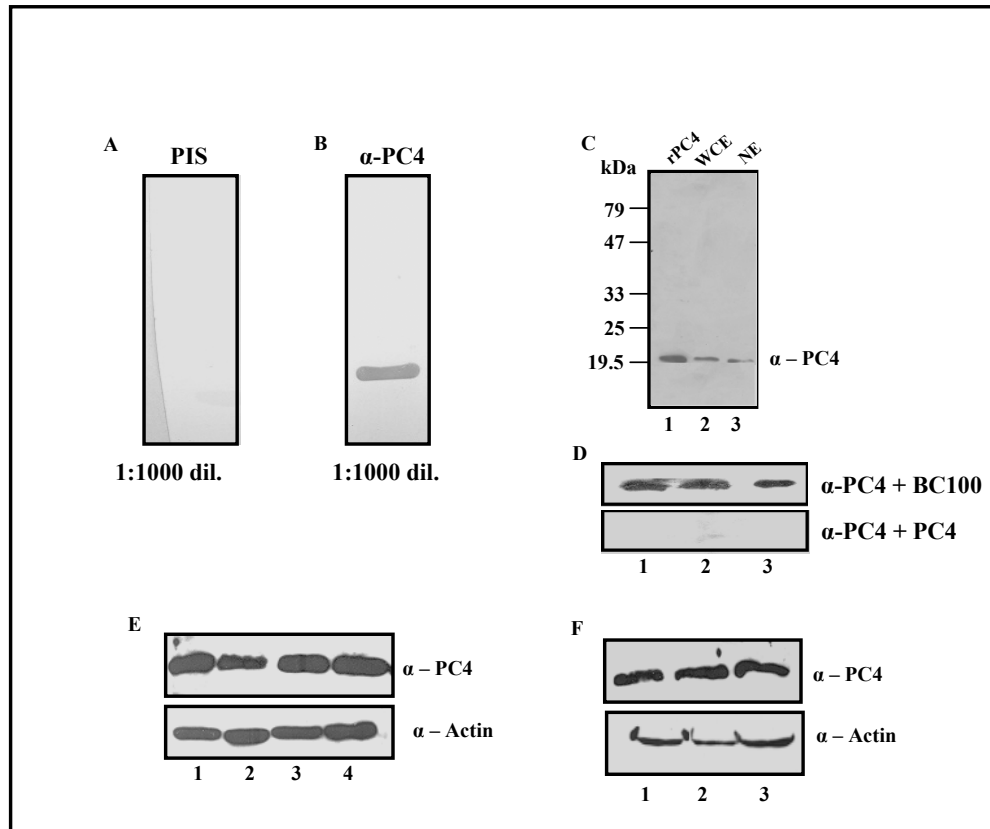 A
PIS
1:1000 dil.
B
α-PC4
1:1000 dil.
C
rPC4 WCE NE
kDa
79
47
33
25
19.5
α – PC4
1 2 3
D
α-PC4 + BC100
α-PC4 + PC4
1 2 3
E
α – PC4
α – Actin
1 2 3 4
F
α – PC4
α – Actin
1 2 3